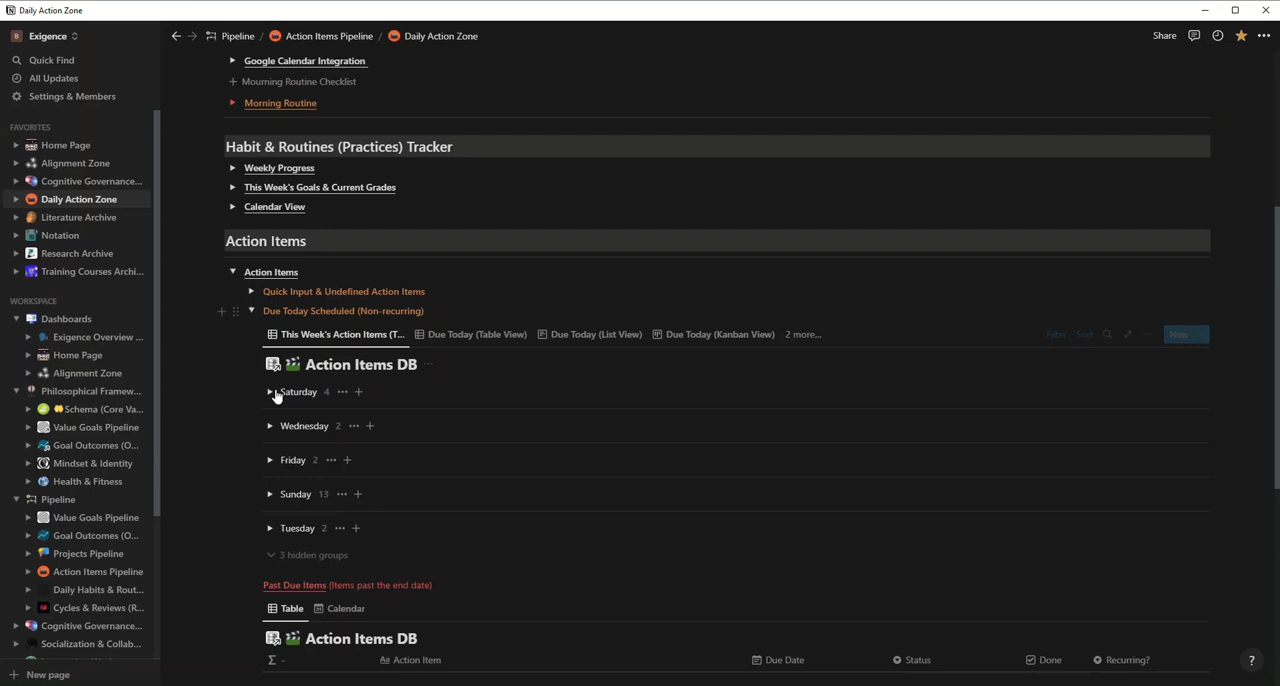 Daily Action Zone
B Exigence
Pipeline / Action Items Pipeline / Daily Action Zone
Share
Quick Find
All Updates
Settings & Members
FAVORITES
Home Page
Alignment Zone
Cognitive Governance...
Daily Action Zone
Literature Archive
Notation
Research Archive
Training Courses Archi...
WORKSPACE
Dashboards
Exigence Overview ...
Home Page
Alignment Zone
Philosophical Framew...
Schema (Core Va...
Value Goals Pipeline
Goal Outcomes (O...
Mindset & Identity
Health & Fitness
Pipeline
Value Goals Pipeline
Goal Outcomes (O...
Projects Pipeline
Action Items Pipeline
Daily Habits & Rout...
Cycles & Reviews (R...
Cognitive Governance...
Socialization & Collab...
New page
Google Calendar Integration
Mourning Routine Checklist
Morning Routine
Habit & Routines (Practices) Tracker
Weekly Progress
This Week's Goals & Current Grades
Calendar View
Action Items
Action Items
Quick Input & Undefined Action Items
Due Today Scheduled (Non-recurring)
This Week's Action Items (T... Due Today (Table View) Due Today (List View) Due Today (Kanban View) 2 more... Filter Sort New
Action Items DB
Saturday 4
Wednesday 2
Friday 2
Sunday 13
Tuesday 2
3 hidden groups
Past Due Items (Items past the end date)
Table Calendar
Action Items DB
Σ - Aa Action Item Due Date Status Done Recurring?
?